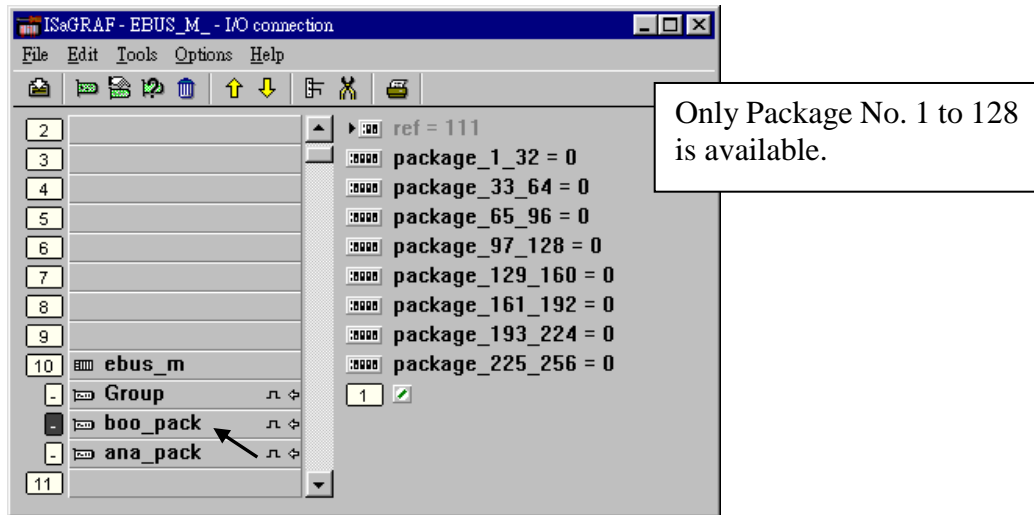 ISaGRAF - EBUS_M_ - I/O connection
File Edit Tools Options Help
Only Package No. 1 to 128
is available.
2
3
4
5
6
7
8
9
10 ebus_m
- Group
- boo_pack
- ana_pack
11
ref = 111
package_1_32 = 0
package_33_64 = 0
package_65_96 = 0
package_97_128 = 0
package_129_160 = 0
package_161_192 = 0
package_193_224 = 0
package_225_256 = 0
1